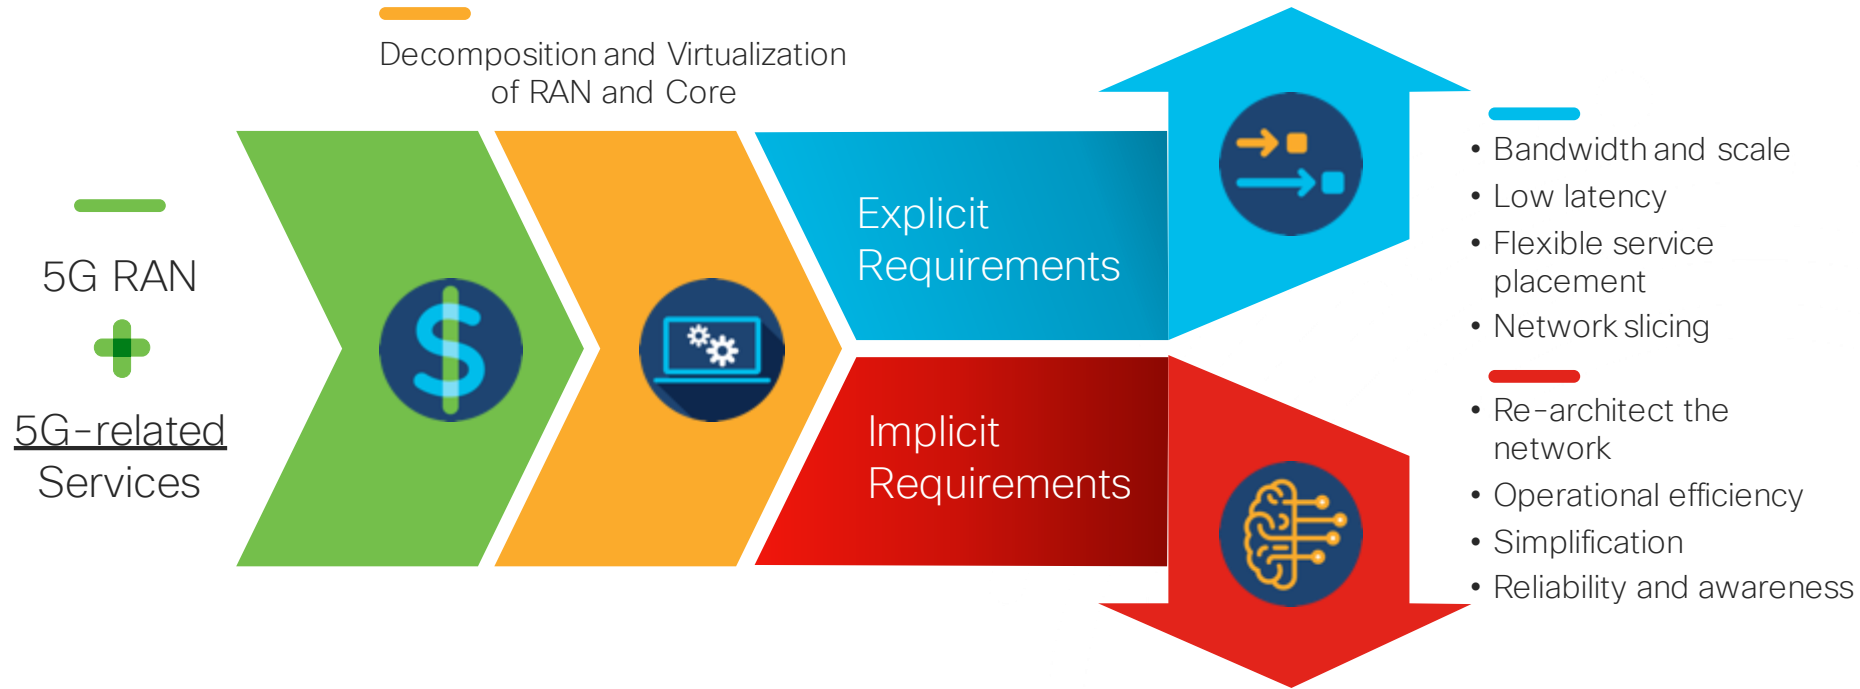 Decomposition and Virtualization
of RAN and Core
5G RAN
+
5G-related
Services
$
Explicit
Requirements
Implicit
Requirements
• Bandwidth and scale
• Low latency
• Flexible service
placement
• Network slicing
• Re-architect the
network
• Operational efficiency
• Simplification
• Reliability and awareness